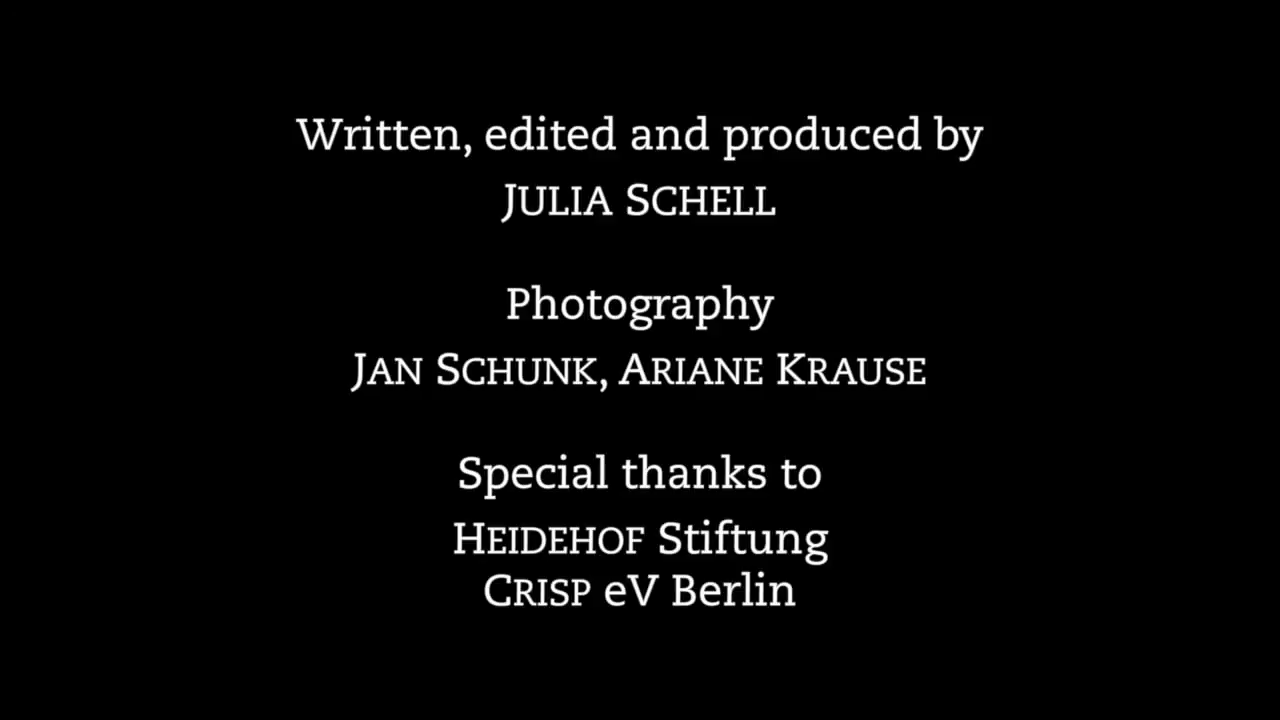 Written, edited and produced by
JULIA SCHELL
Photography
JAN SCHUNK, ARIANE KRAUSE
Special thanks to
HEIDEHOF Stiftung
CRISP eV Berlin